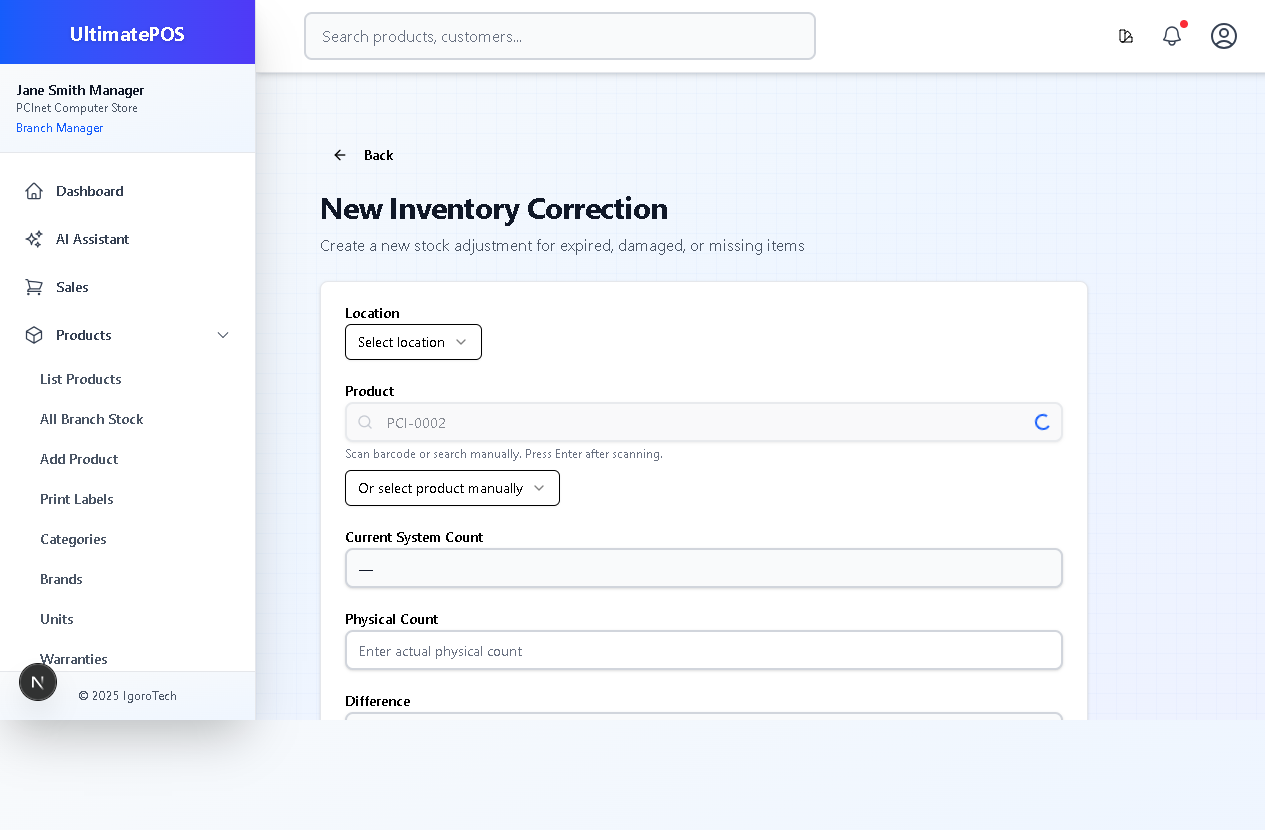 UltimatePOS
Search products, customers...
Jane Smith Manager
PCInet Computer Store
Branch Manager
Dashboard
AI Assistant
Sales
Products
List Products
All Branch Stock
Add Product
Print Labels
Categories
Brands
Units
Warranties
N
© 2025 IgoroTech
Back
New Inventory Correction
Create a new stock adjustment for expired, damaged, or missing items
Location
Select location
Product
PCI-0002
Scan barcode or search manually. Press Enter after scanning.
Or select product manually
Current System Count
—
Physical Count
Enter actual physical count
Difference